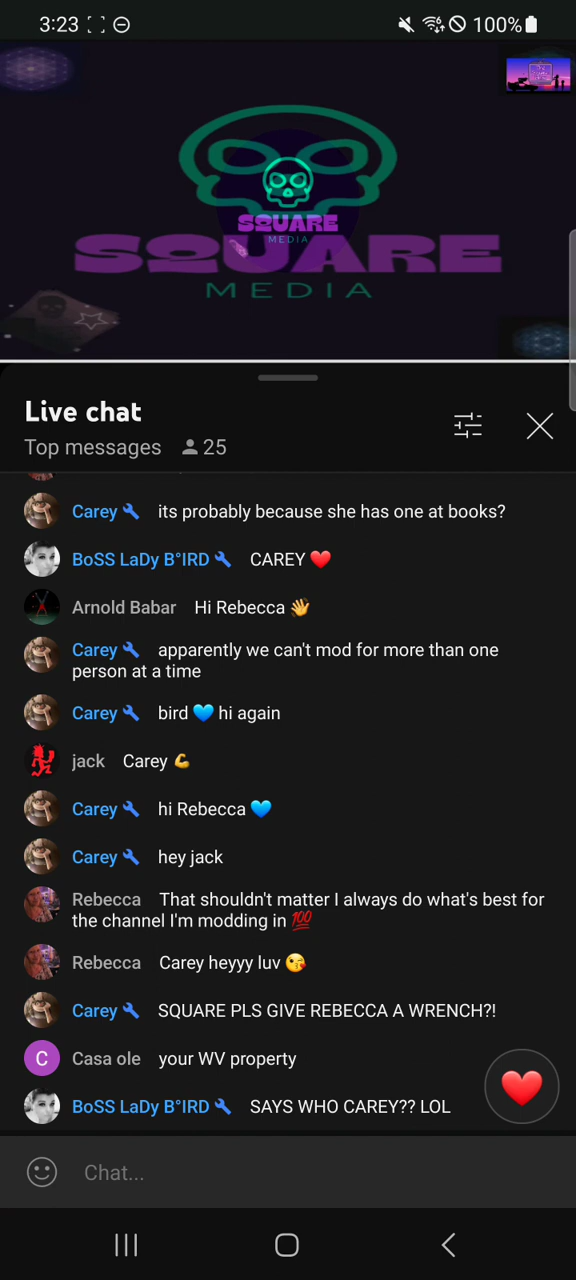 3:23
100%
SQUARE
MEDIA
SQUARE
MEDIA
Live chat
Top messages 25
Carey its probably because she has one at books?
BoSS LaDy B°IRD CAREY ❤️
Arnold Babar Hi Rebecca 👋
Carey apparently we can't mod for more than one
person at a time
Carey bird 💙 hi again
jack Carey 💪
Carey hi Rebecca 💙
Carey hey jack
Rebecca That shouldn't matter I always do what's best for
the channel I'm modding in 💯
Rebecca Carey heyyy luv 😘
Carey SQUARE PLS GIVE REBECCA A WRENCH?!
C Casa ole your WV property
BoSS LaDy B°IRD SAYS WHO CAREY?? LOL
Chat...